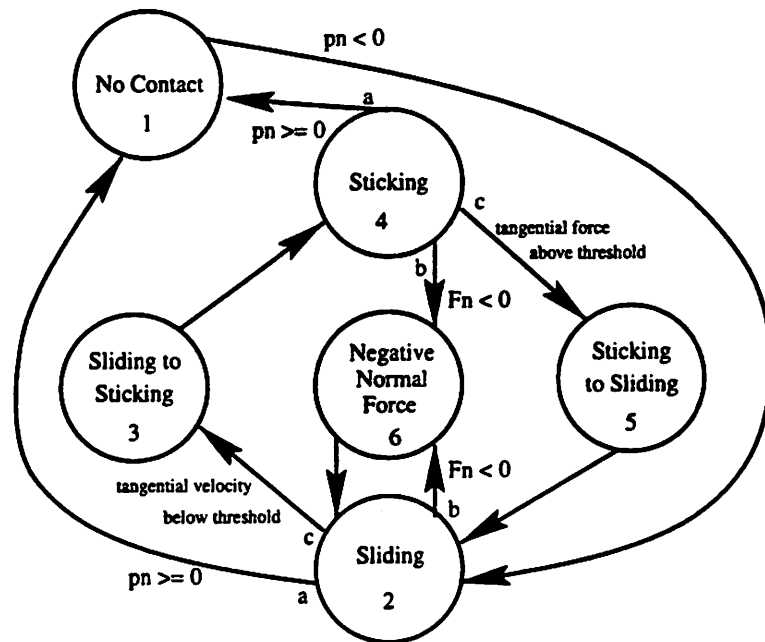 pn < 0
No Contact
1
a
pn >= 0
Sticking
4
c
tangential force
above threshold
b
Fn < 0
Sliding to
Sticking
3
Negative
Normal
Force
6
Sticking
to Sliding
5
Fn < 0
tangential velocity
below threshold
b
c
Sliding
2
pn >= 0
a